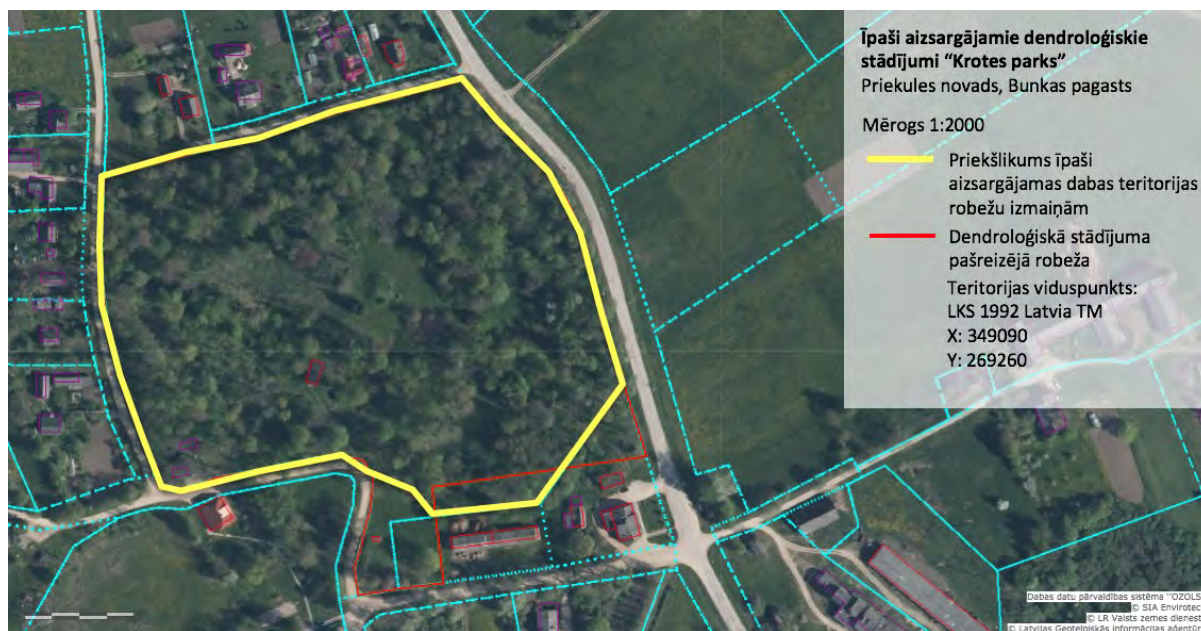 Īpaši aizsargājamie dendroloģiskie
stādījumi “Krotes parks”
Priekules novads, Bunkas pagasts
Mērogs 1:2000
Priekšlikums īpaši
aizsargājamas dabas teritorijas
robežu izmaiņām
Dendroloģiskā stādījuma
pašreizējā robeža
Teritorijas viduspunkts:
LKS 1992 Latvia TM
X: 349090
Y: 269260
Dabas datu pārvaldības sistēma "OZOLS
© SIA Envirotec
© LR Valsts zemes dienes
© Latvijas Ģeotelpiskās informācijas aģentūr